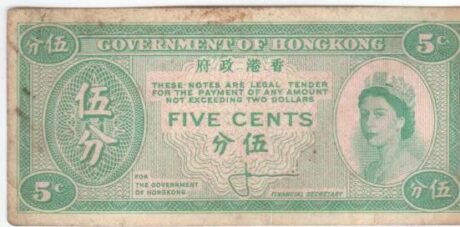 分伍 GOVERNMENT OF HONGKONG 5¢
府政港香
THESE NOTES ARE LEGAL TENDER
FOR THE PAYMENT OF ANY AMOUNT
NOT EXCEEDING TWO DOLLARS
伍分
FIVE CENTS
分伍
FOR
THE GOVERNMENT
OF HONGKONG
FINANCIAL SECRETARY
5¢ 分伍